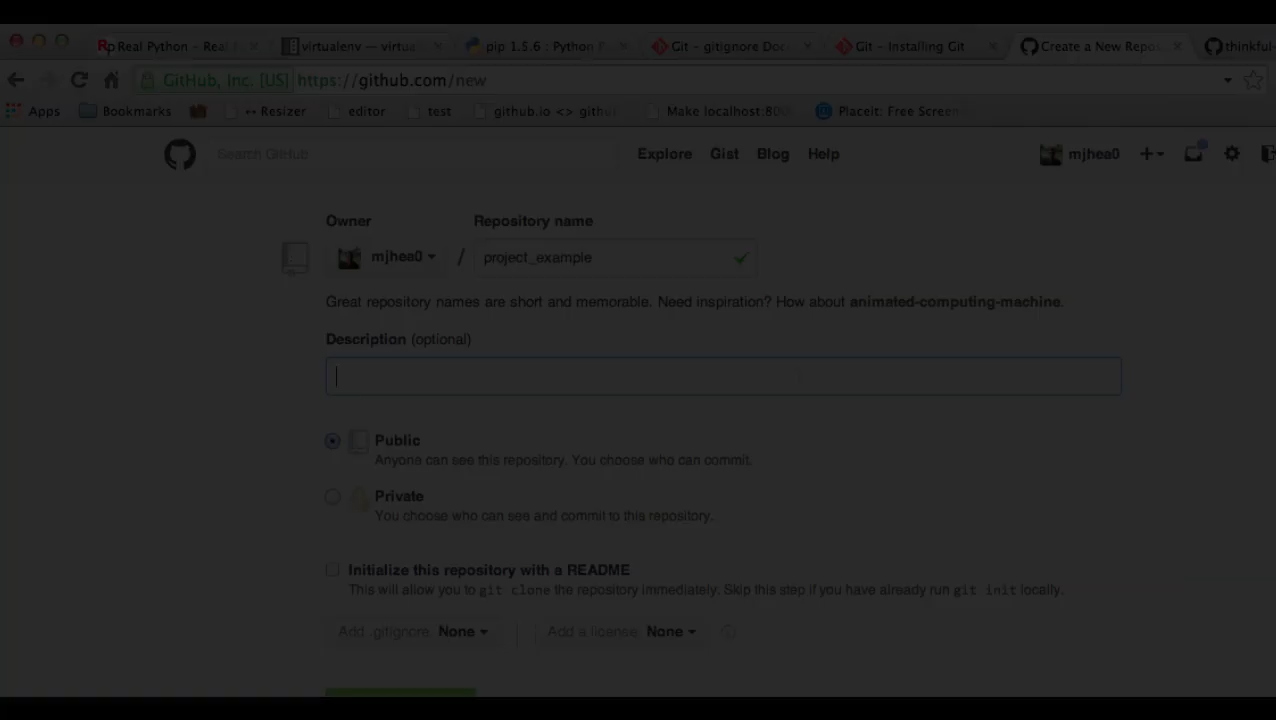 Real Python - Real
virtualenv — virtua
pip 1.5.6 : Python
Git - gitignore Doc
Git - Installing Git
Create a New Repo
thinkful-
GitHub, Inc. [US] https://github.com/new
Apps Bookmarks ↔ Resizer editor test github.io <> githu Make localhost:800 Placeit: Free Screen
Search GitHub Explore Gist Blog Help mjhea0
Owner Repository name
mjhea0 / project_example
Great repository names are short and memorable. Need inspiration? How about animated-computing-machine.
Description (optional)
Public
Anyone can see this repository. You choose who can commit.
Private
You choose who can see and commit to this repository.
Initialize this repository with a README
This will allow you to git clone the repository immediately. Skip this step if you have already run git init locally.
Add .gitignore: None Add a license: None